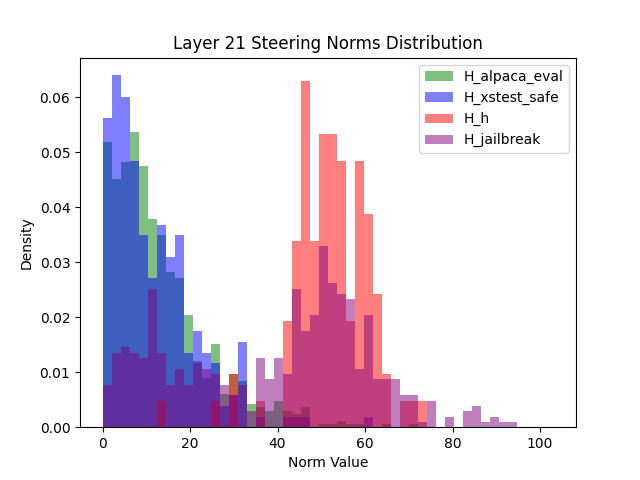 Layer 21 Steering Norms Distribution
H_alpaca_eval
H_xstest_safe
H_h
H_jailbreak
Density
0.06
0.05
0.04
0.03
0.02
0.01
0.00
0 20 40 60 80 100
Norm Value